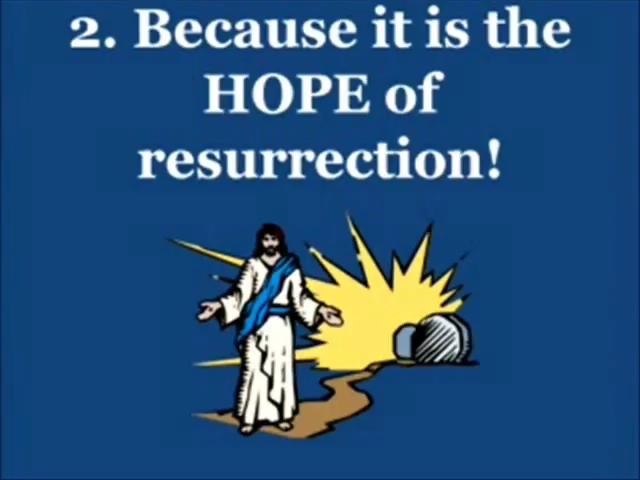 2. Because it is the
HOPE of
resurrection!